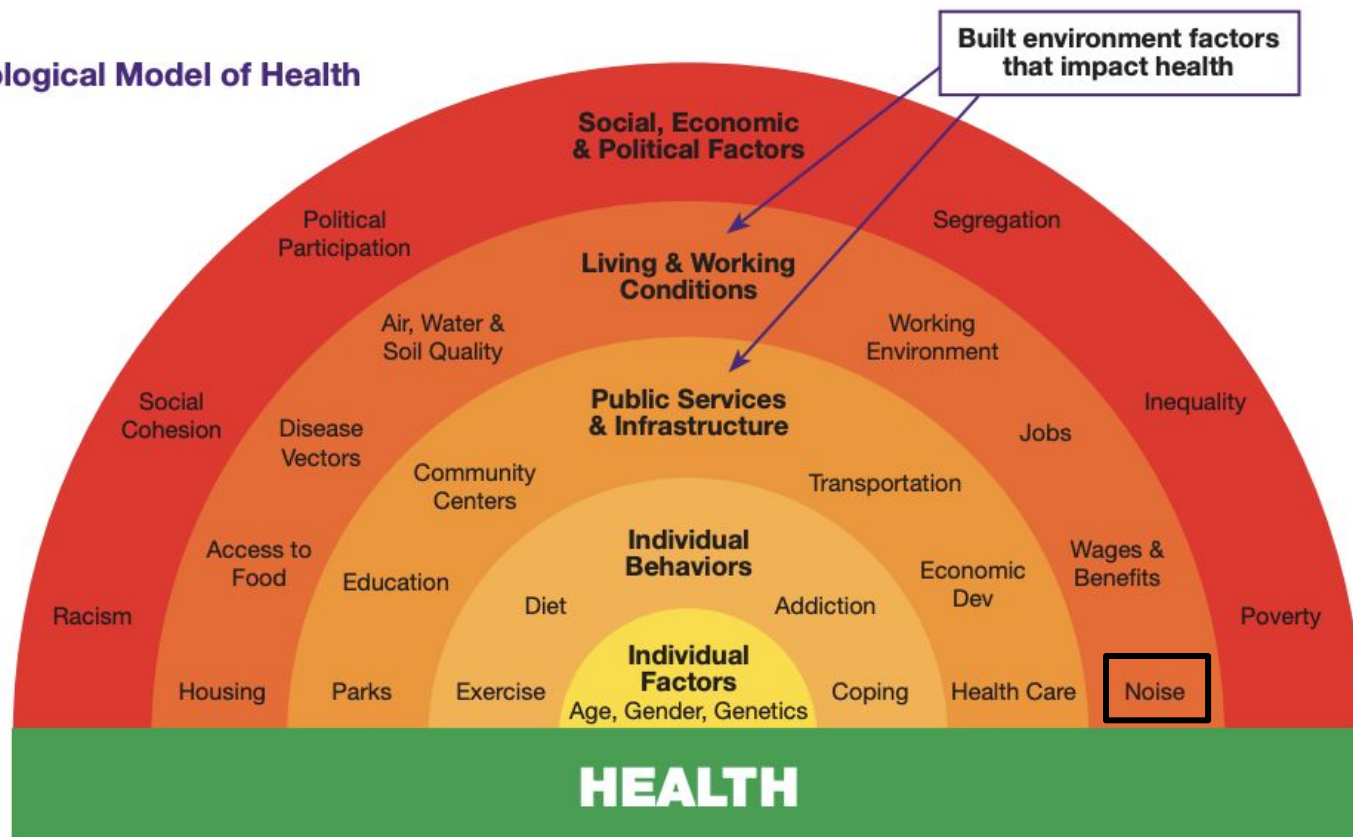 ological Model of Health
Built environment factors
that impact health
Social, Economic
& Political Factors
Political
Participation
Segregation
Social
Cohesion
Inequality
Racism
Poverty
Living & Working
Conditions
Air, Water &
Soil Quality
Working
Environment
Disease
Vectors
Jobs
Access to
Food
Wages &
Benefits
Housing
Noise
Public Services
& Infrastructure
Community
Centers
Transportation
Education
Economic
Dev
Parks
Health Care
Individual
Behaviors
Diet
Addiction
Exercise
Coping
Individual
Factors
Age, Gender, Genetics
HEALTH